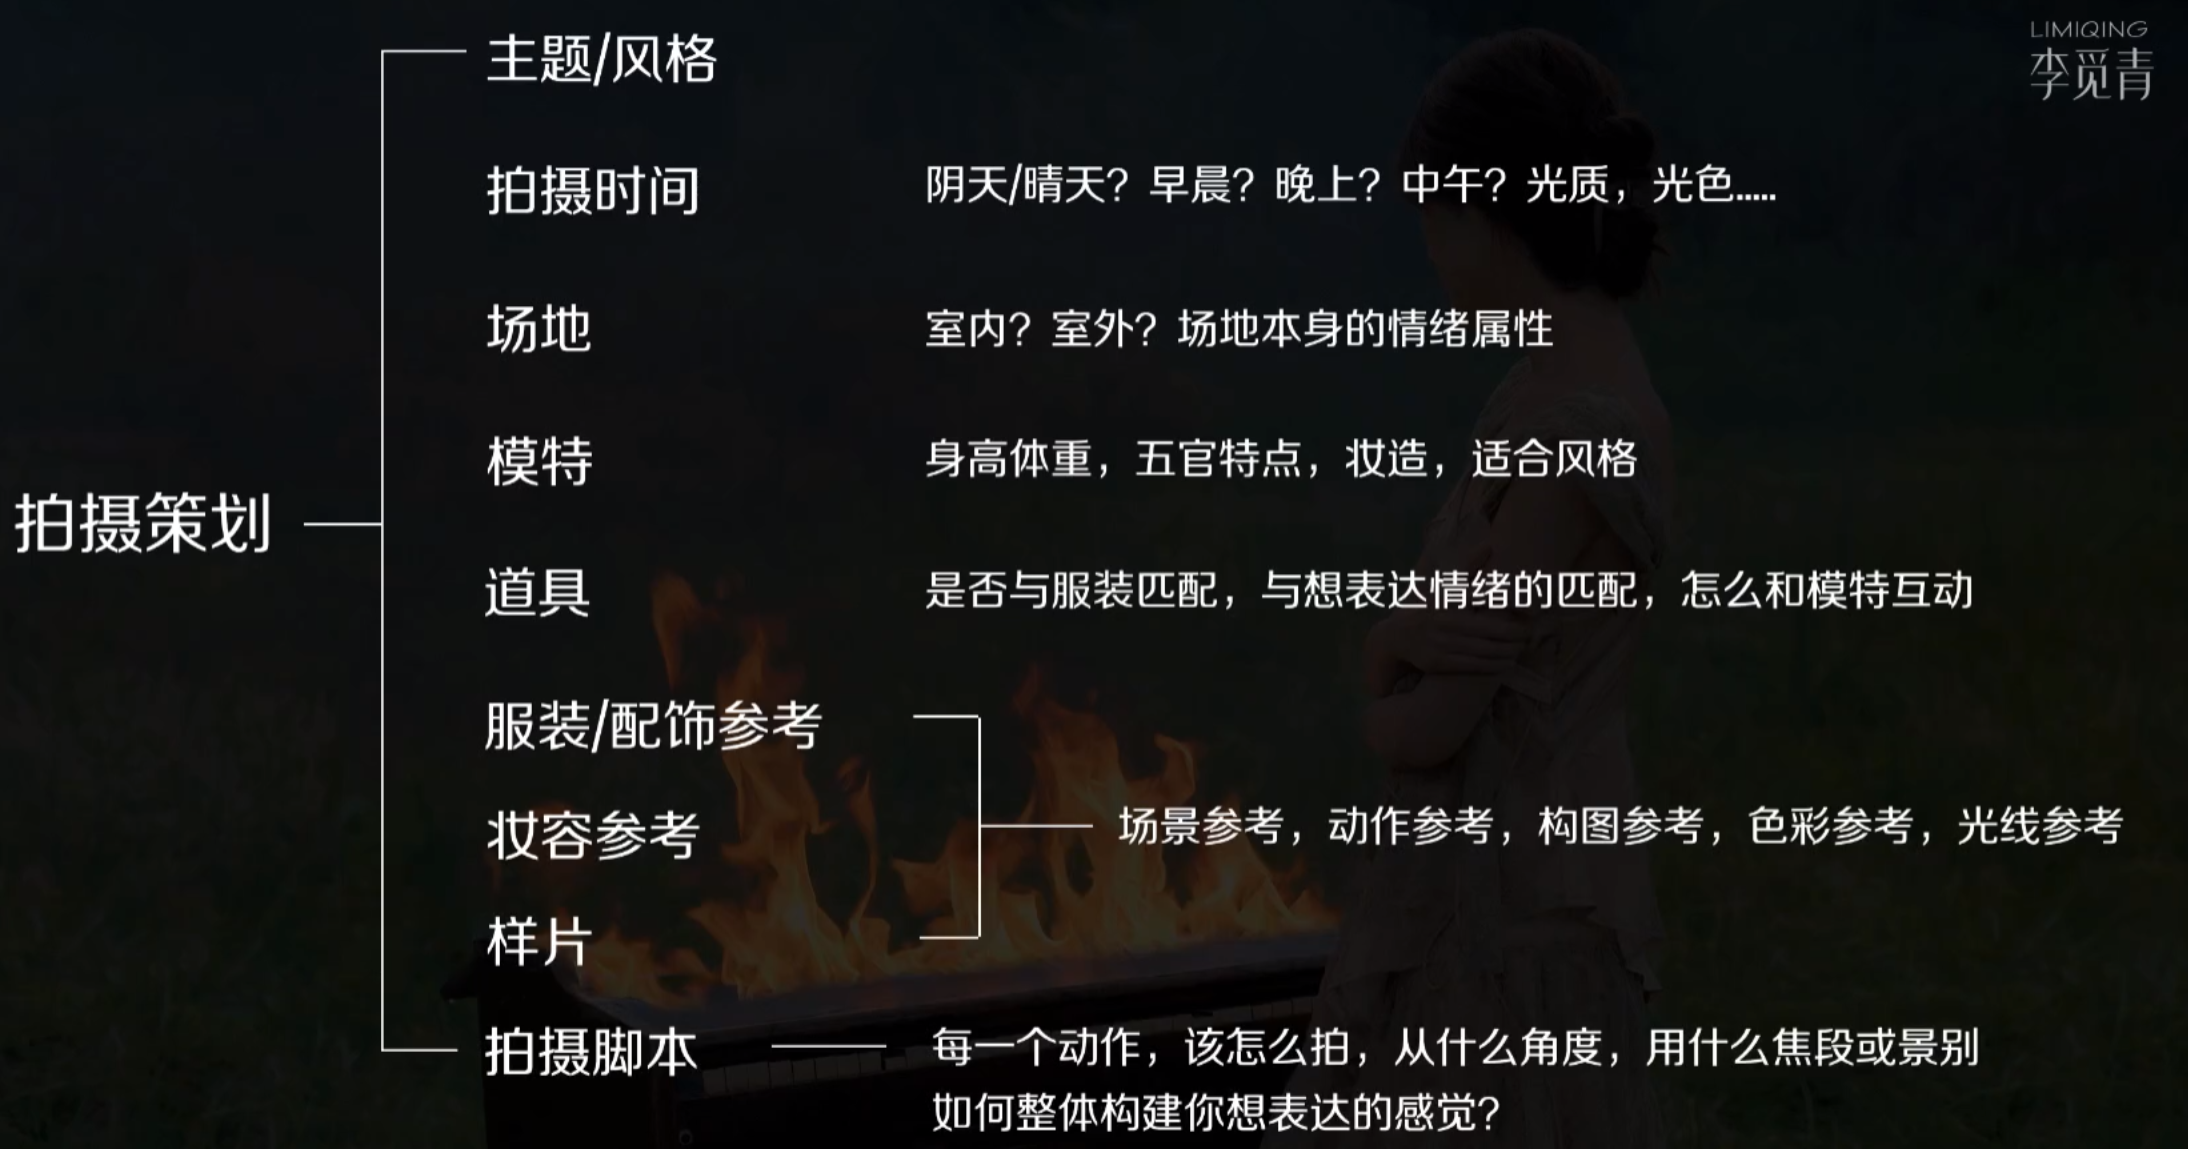 LIMIQING
李觅青
主题/风格
拍摄时间 阴天/晴天？早晨？晚上？中午？光质，光色.....
场地 室内？室外？场地本身的情绪属性
模特 身高体重，五官特点，妆造，适合风格
拍摄策划
道具 是否与服装匹配，与想表达情绪的匹配，怎么和模特互动
服装/配饰参考
妆容参考 场景参考，动作参考，构图参考，色彩参考，光线参考
样片
拍摄脚本 每一个动作，该怎么拍，从什么角度，用什么焦段或景别
如何整体构建你想表达的感觉？